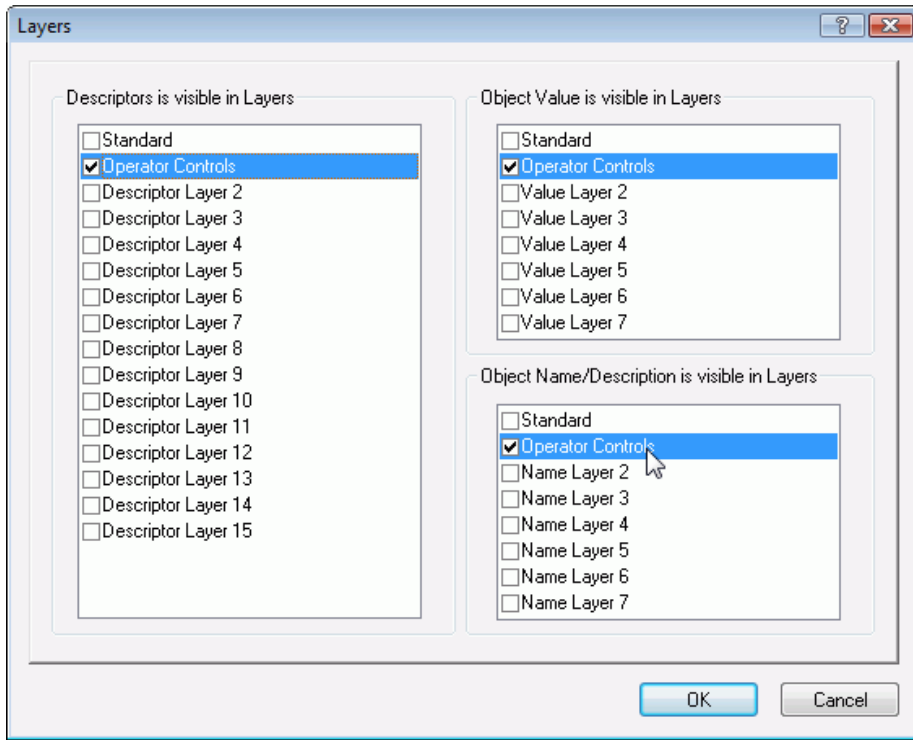 Layers
Descriptors is visible in Layers
Standard
Operator Controls
Descriptor Layer 2
Descriptor Layer 3
Descriptor Layer 4
Descriptor Layer 5
Descriptor Layer 6
Descriptor Layer 7
Descriptor Layer 8
Descriptor Layer 9
Descriptor Layer 10
Descriptor Layer 11
Descriptor Layer 12
Descriptor Layer 13
Descriptor Layer 14
Descriptor Layer 15
Object Value is visible in Layers
Standard
Operator Controls
Value Layer 2
Value Layer 3
Value Layer 4
Value Layer 5
Value Layer 6
Value Layer 7
Object Name/Description is visible in Layers
Standard
Operator Controls
Name Layer 2
Name Layer 3
Name Layer 4
Name Layer 5
Name Layer 6
Name Layer 7
OK
Cancel